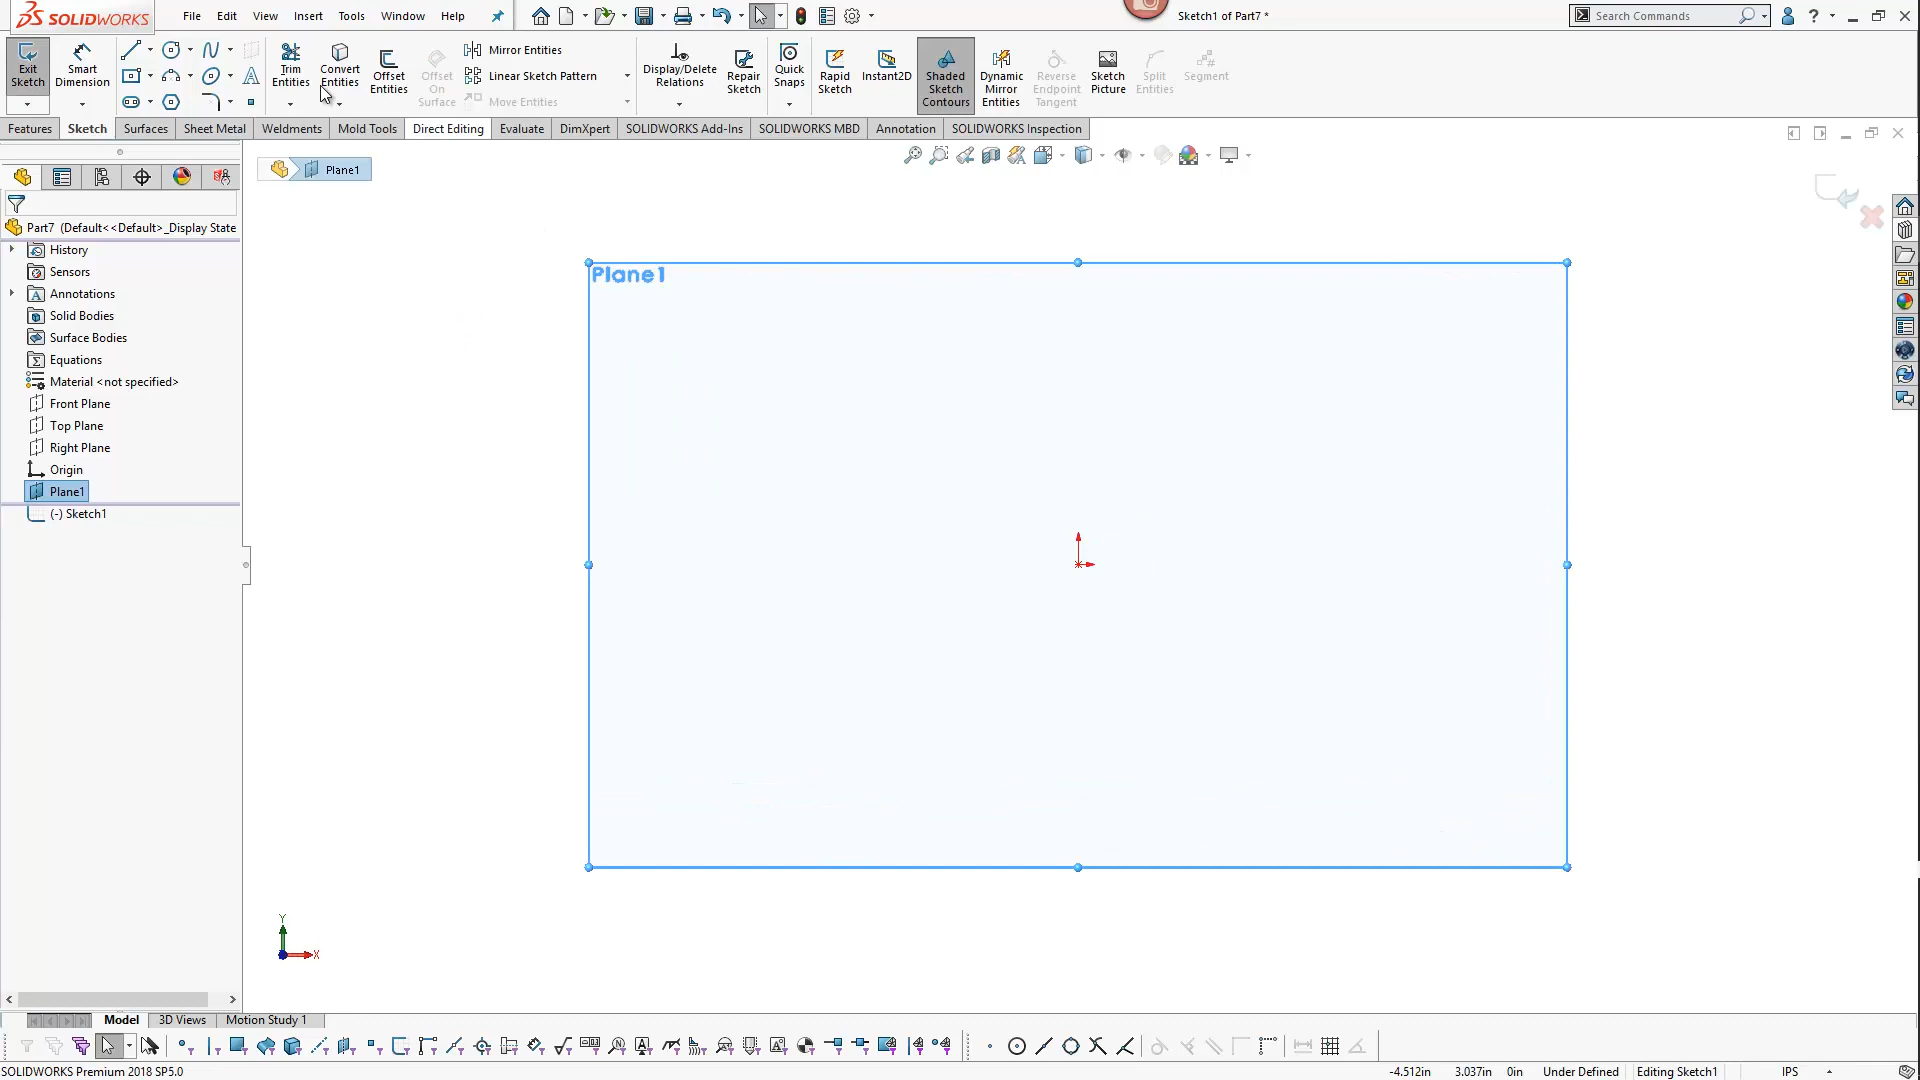 SOLIDWORKS
File Edit View Insert Tools Window Help
Sketch1 of Part7 *
Search Commands
Exit Sketch
Smart Dimension
Trim Entities
Convert Entities
Offset Entities
Offset On Surface
Mirror Entities
Linear Sketch Pattern
Move Entities
Display/Delete Relations
Repair Sketch
Quick Snaps
Rapid Sketch
Instant2D
Shaded Sketch Contours
Dynamic Mirror Entities
Reverse Endpoint Tangent
Sketch Picture
Split Entities
Segment
Features Sketch Surfaces Sheet Metal Weldments Mold Tools Direct Editing Evaluate DimXpert SOLIDWORKS Add-Ins SOLIDWORKS MBD Annotation SOLIDWORKS Inspection
Plane1
Part7 (Default<<Default>_Display State
History
Sensors
Annotations
Solid Bodies
Surface Bodies
Equations
Material <not specified>
Front Plane
Top Plane
Right Plane
Origin
Plane1
(-) Sketch1
Plane1
Y
X
Model 3D Views Motion Study 1
SOLIDWORKS Premium 2018 SP5.0
-4.512in 3.037in 0in Under Defined Editing Sketch1 IPS